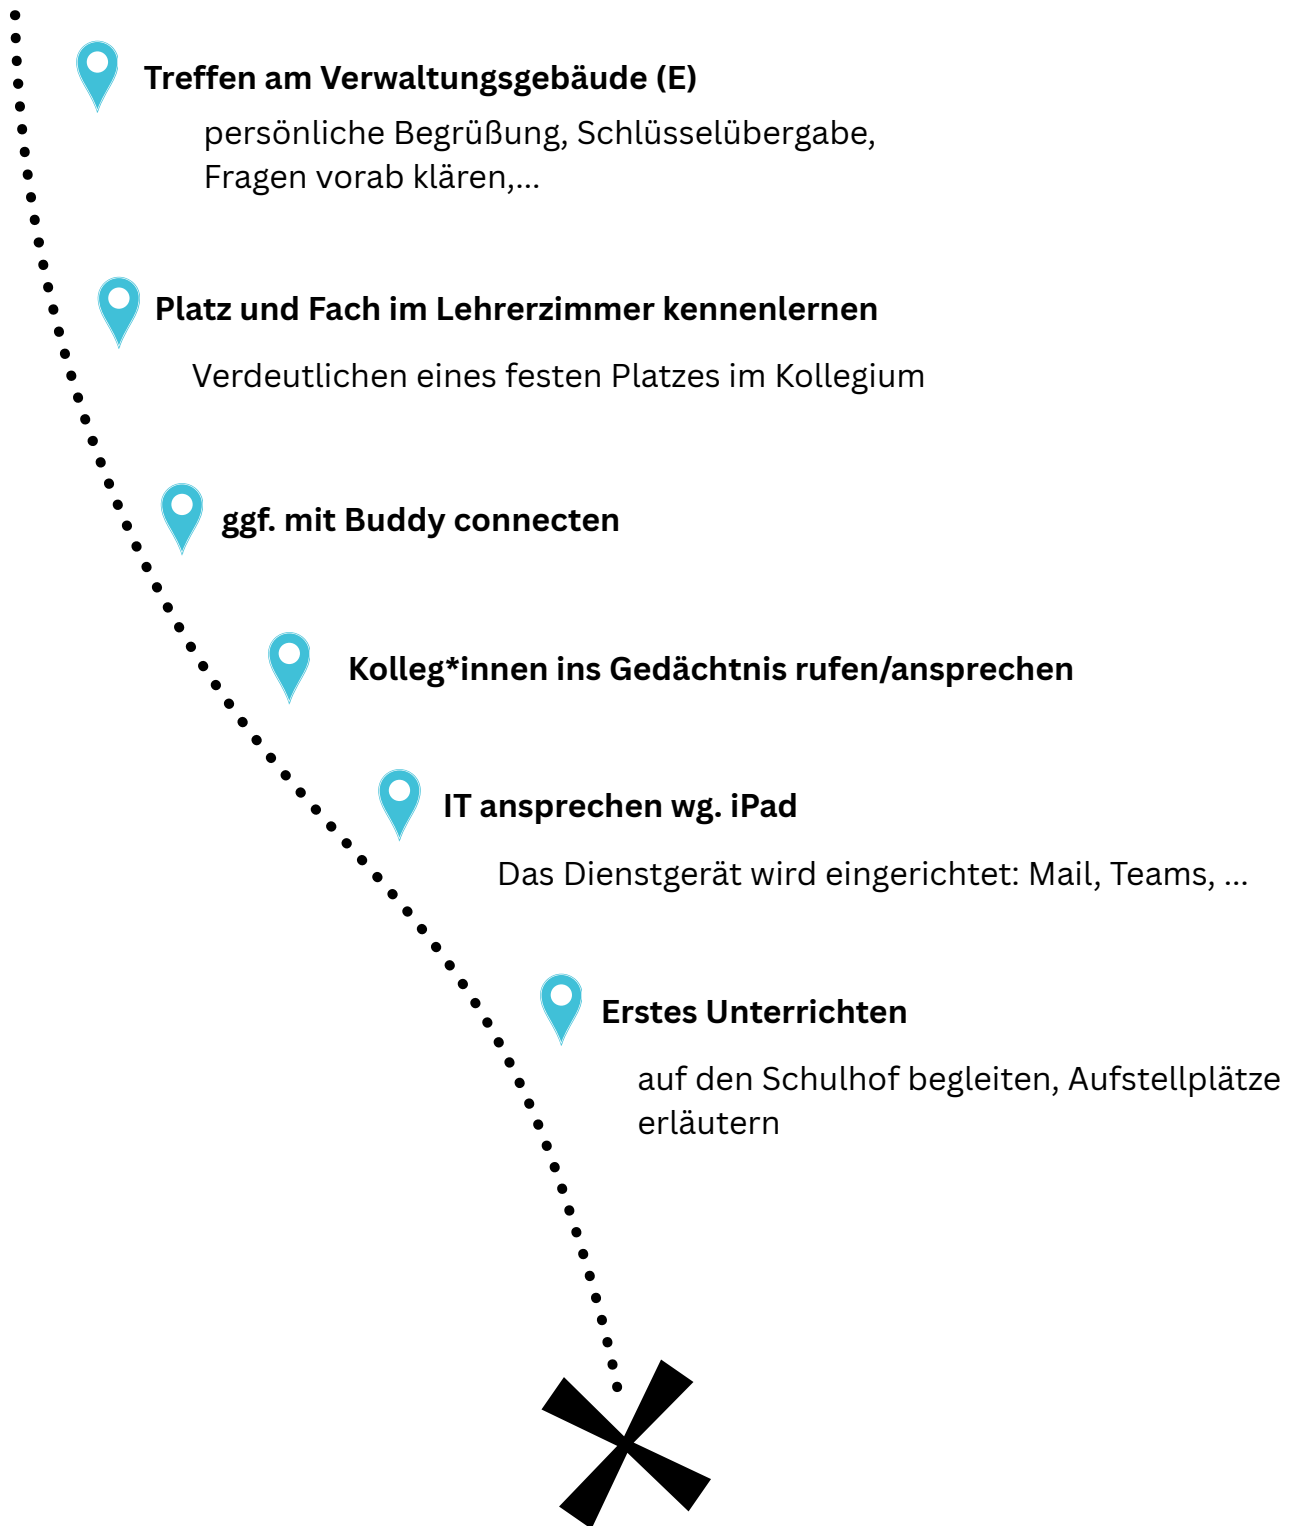 Treffen am Verwaltungsgebäude (E)
persönliche Begrüßung, Schlüsselübergabe,
Fragen vorab klären,...
Platz und Fach im Lehrerzimmer kennenlernen
Verdeutlichen eines festen Platzes im Kollegium
ggf. mit Buddy connecten
Kolleg*innen ins Gedächtnis rufen/ansprechen
IT ansprechen wg. iPad
Das Dienstgerät wird eingerichtet: Mail, Teams, ...
Erstes Unterrichten
auf den Schulhof begleiten, Aufstellplätze
erläutern